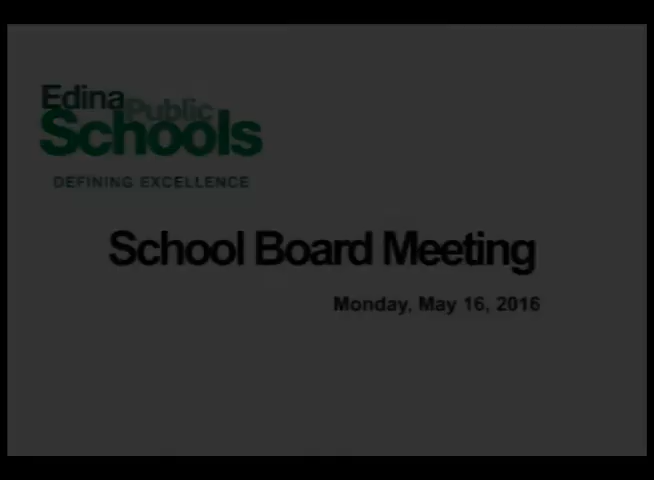 Edina Public
Schools
DEFINING EXCELLENCE
School Board Meeting
Monday, May 16, 2016